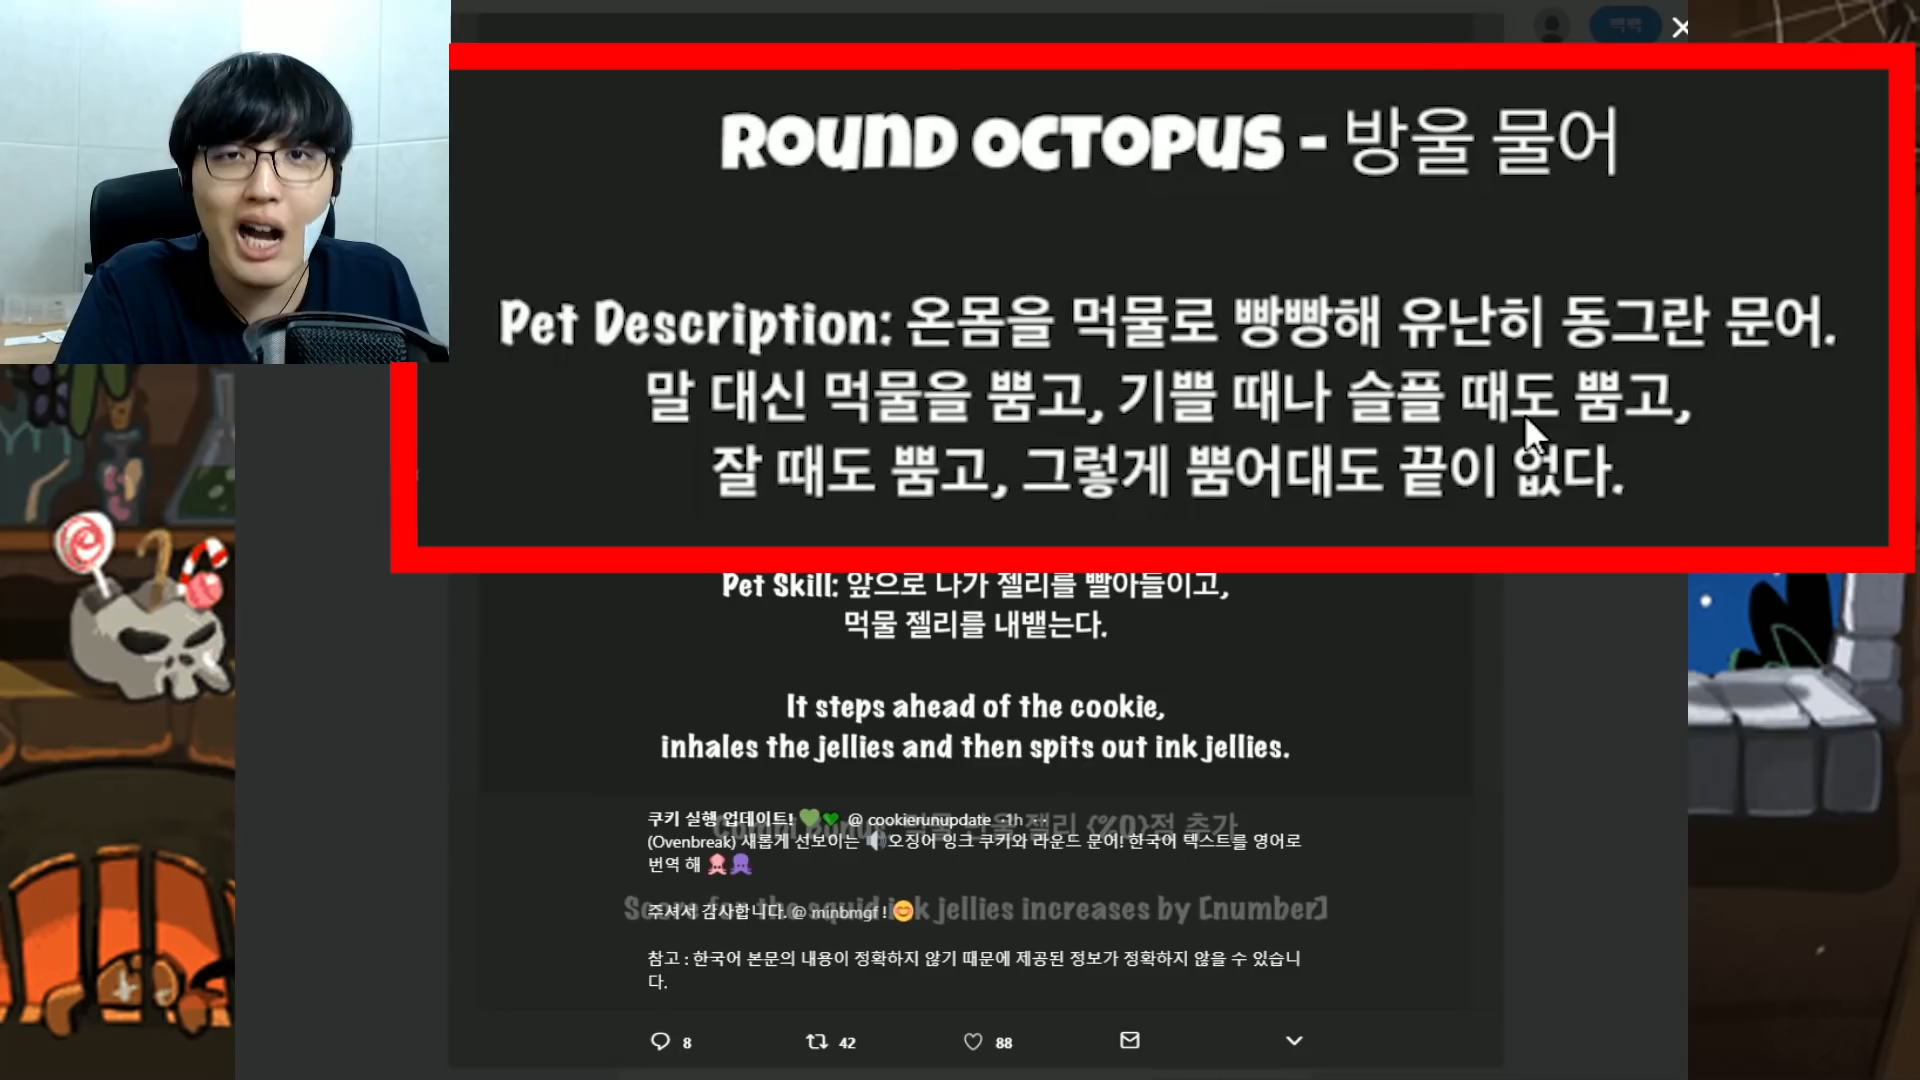 ROUND OCTOPUS - 방울 물어
Pet Description: 온몸을 먹물로 빵빵해 유난히 동그란 문어.
말 대신 먹물을 뿜고, 기쁠 때나 슬플 때도 뿜고,
잘 때도 뿜고, 그렇게 뿜어대도 끝이 없다.
Pet Skill: 앞으로 나가 젤리를 빨아들이고,
먹물 젤리를 내뱉는다.
It steps ahead of the cookie,
inhales the jellies and then spits out ink jellies.
쿠키 실행 업데이트! 💚💚 @ cookierunupdate · 1h
(Ovenbreak) 새롭게 선보이는 🔊오징어 잉크 쿠키와 라운드 문어! 한국어 텍스트를 영어로
번역 해 🐙🐙
주셔서 감사합니다. @ minbmgf ! 😊
jellies increases by [number]
참고 : 한국어 본문의 내용이 정확하지 않기 때문에 제공된 정보가 정확하지 않을 수 있습니
다.
8 42 88